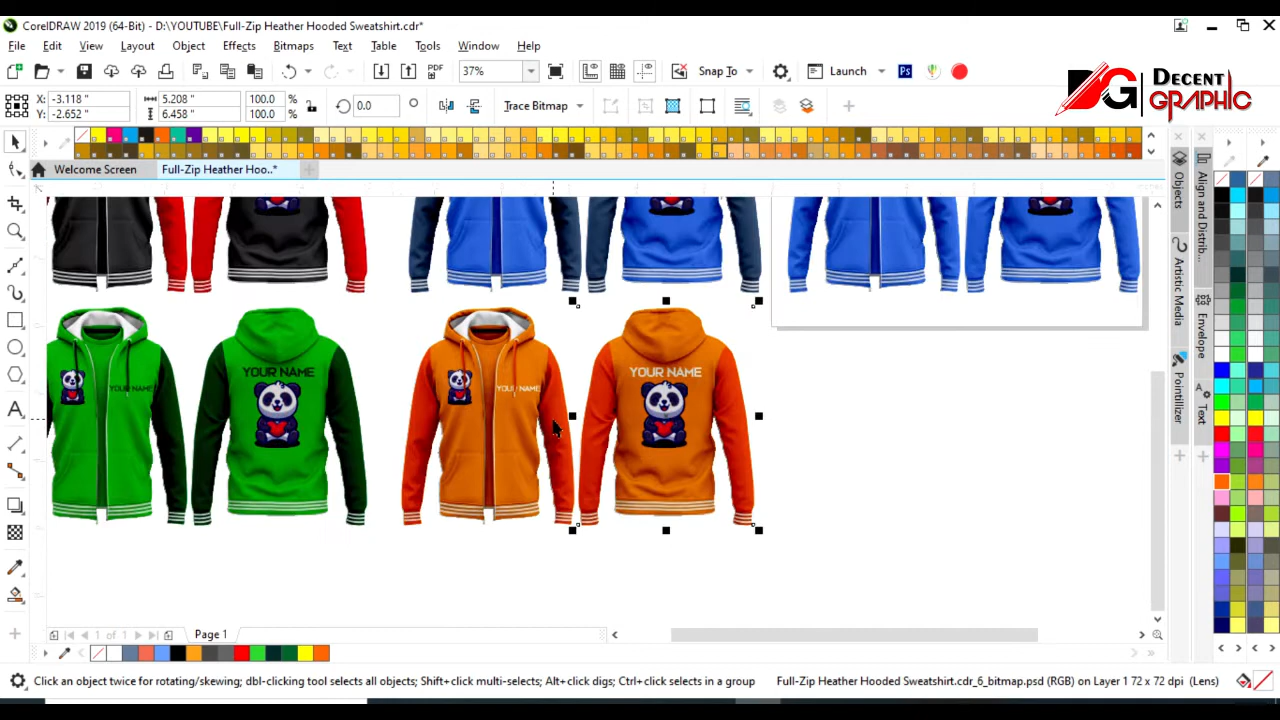 CorelDRAW 2019 (64-Bit) - D:\YOUTUBE\Full-Zip Heather Hooded Sweatshirt.cdr*
File Edit View Layout Object Effects Bitmaps Text Table Tools Window Help
PDF 37% Snap To Launch Ps
DG DECENT GRAPHIC
X: -3.118 " 5.208 " 100.0 % 0.0 Trace Bitmap
Y: -2.652 " 6.458 " 100.0 %
Welcome Screen Full-Zip Heather Hoo..*
Objects
Artistic Media
Pointillizer
Align and Distrib..
Envelope
Text
YOUR NAME
YOUR NAME
YOUR NAME
YOUR NAME
1 of 1 Page 1
Click an object twice for rotating/skewing; dbl-clicking tool selects all objects; Shift+click multi-selects; Alt+click digs; Ctrl+click selects in a group
Full-Zip Heather Hooded Sweatshirt.cdr_6_bitmap.psd (RGB) on Layer 1 72 x 72 dpi (Lens)